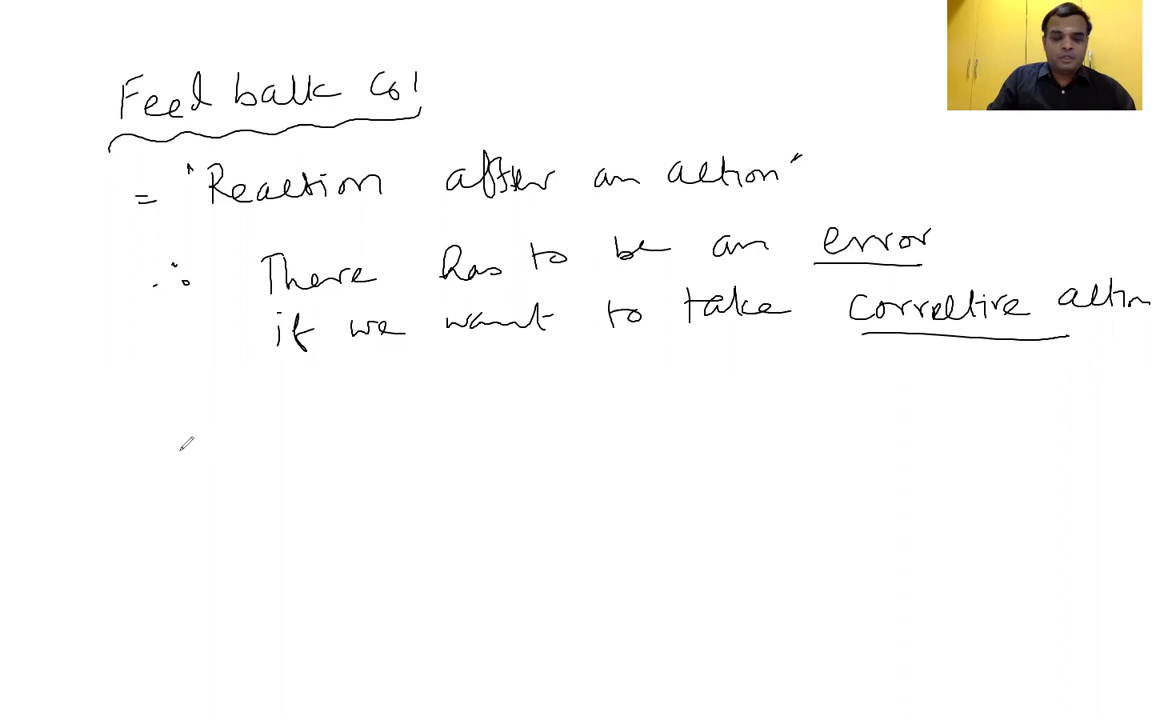 Feed back Col
= "Reaction after an action"
∴ There has to be an error
if we want to take corrective action